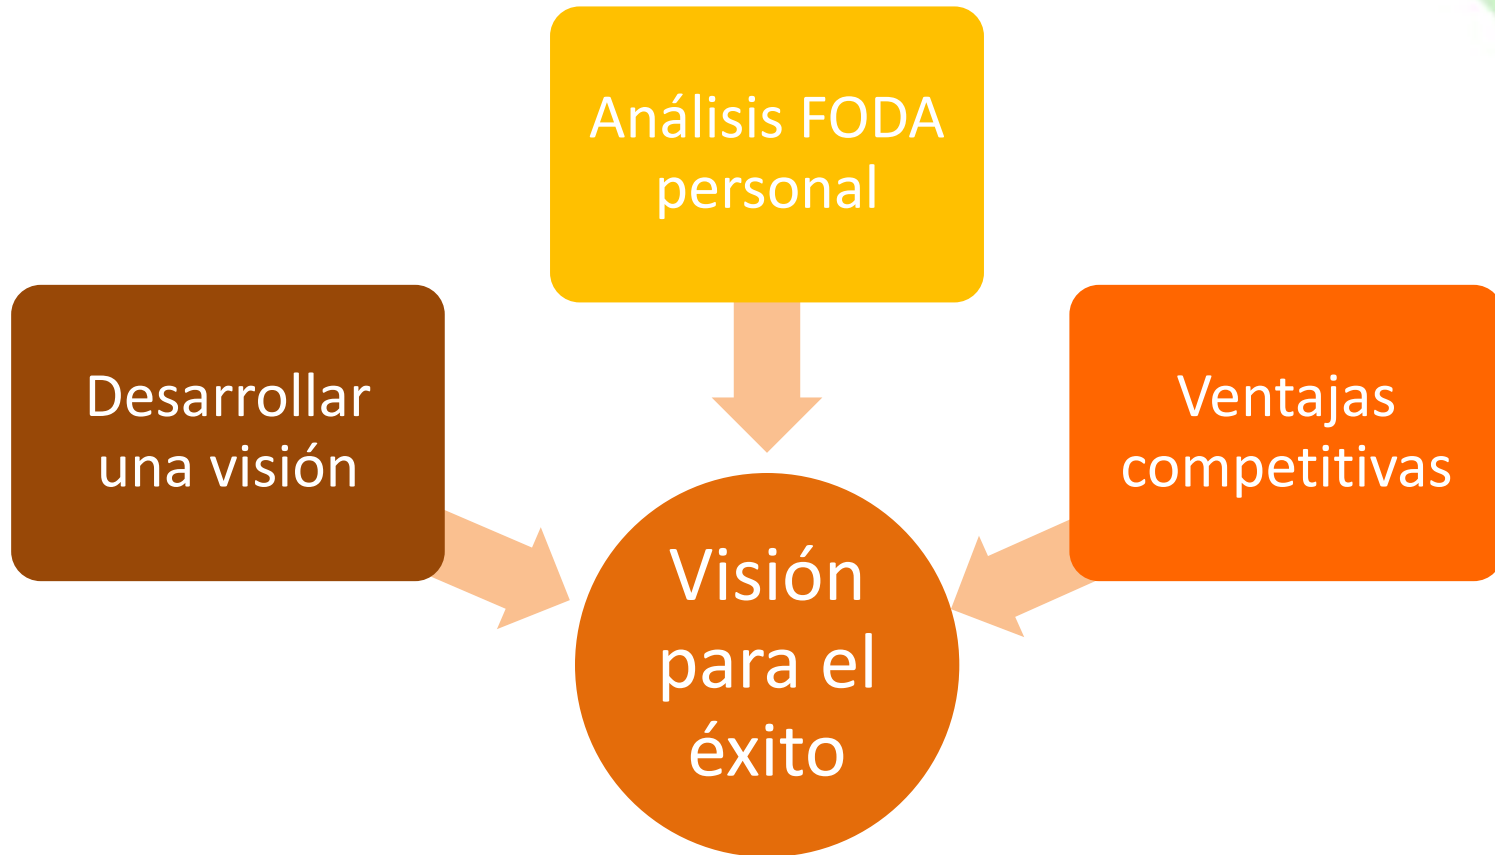 Análisis FODA
personal
Desarrollar
una visión
Ventajas
competitivas
Visión
para el
éxito